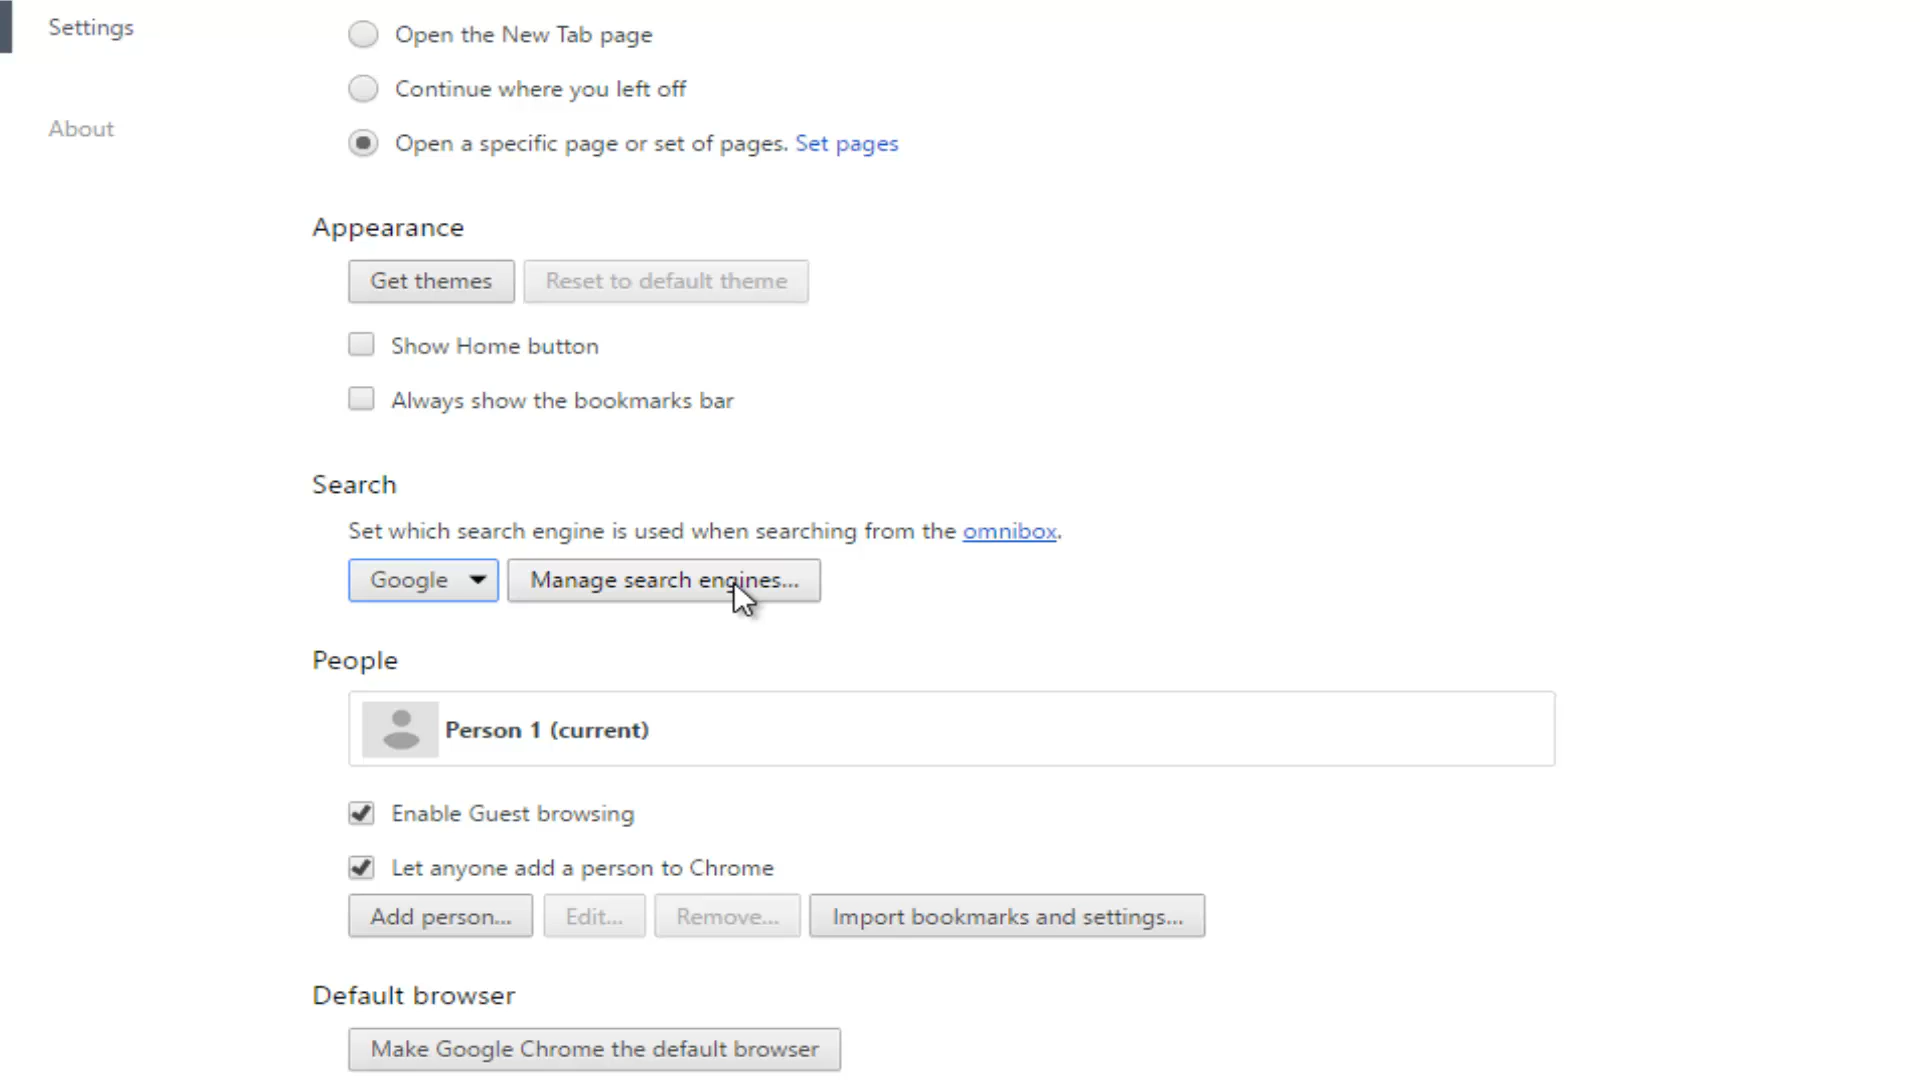 Settings
About
Open the New Tab page
Continue where you left off
Open a specific page or set of pages. Set pages
Appearance
Get themes
Reset to default theme
Show Home button
Always show the bookmarks bar
Search
Set which search engine is used when searching from the omnibox.
Google
Manage search engines...
People
Person 1 (current)
Enable Guest browsing
Let anyone add a person to Chrome
Add person...
Edit...
Remove...
Import bookmarks and settings...
Default browser
Make Google Chrome the default browser